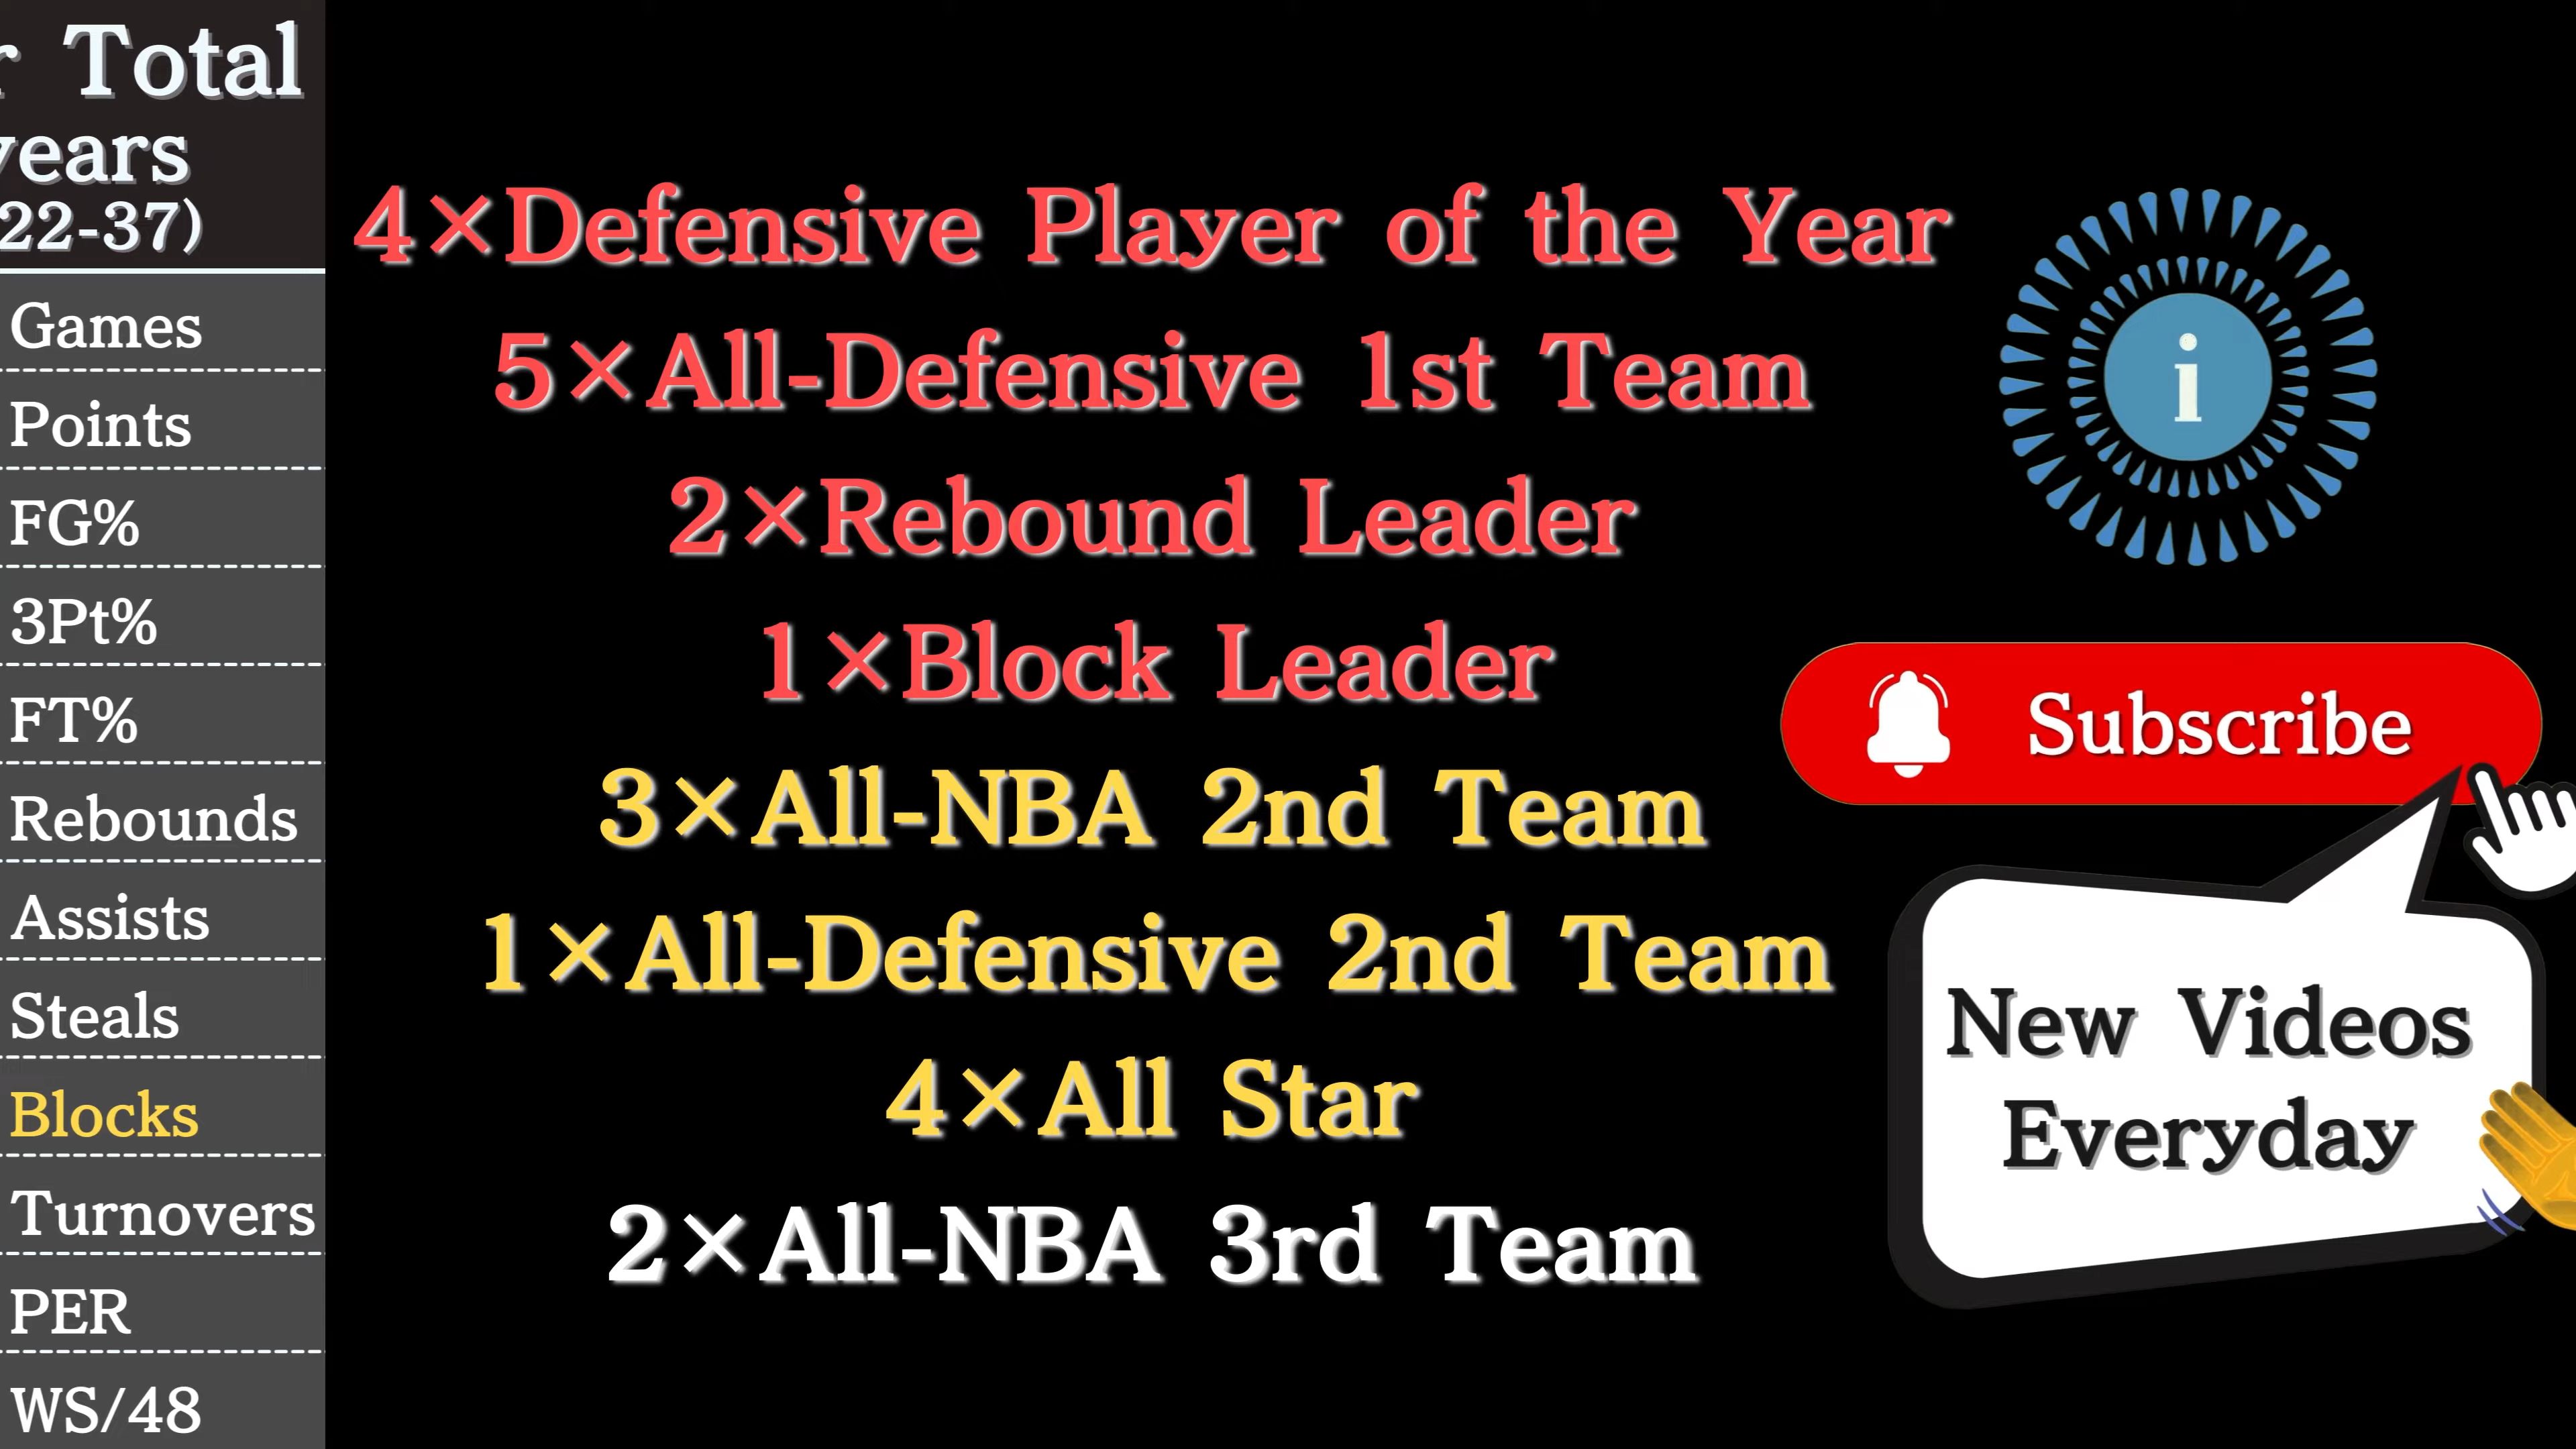 r Total
years
22-37)
Games
Points
FG%
3Pt%
FT%
Rebounds
Assists
Steals
Blocks
Turnovers
PER
WS/48
4×Defensive Player of the Year
5×All-Defensive 1st Team
2×Rebound Leader
1×Block Leader
3×All-NBA 2nd Team
1×All-Defensive 2nd Team
4×All Star
2×All-NBA 3rd Team
i
Subscribe
New Videos
Everyday